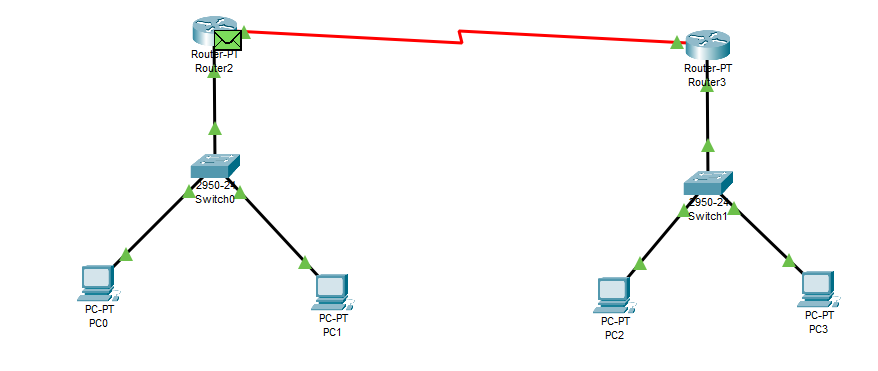 Router-PT
Router2
Router-PT
Router3
2950-24
Switch0
2950-24
Switch1
PC-PT
PC0
PC-PT
PC1
PC-PT
PC2
PC-PT
PC3